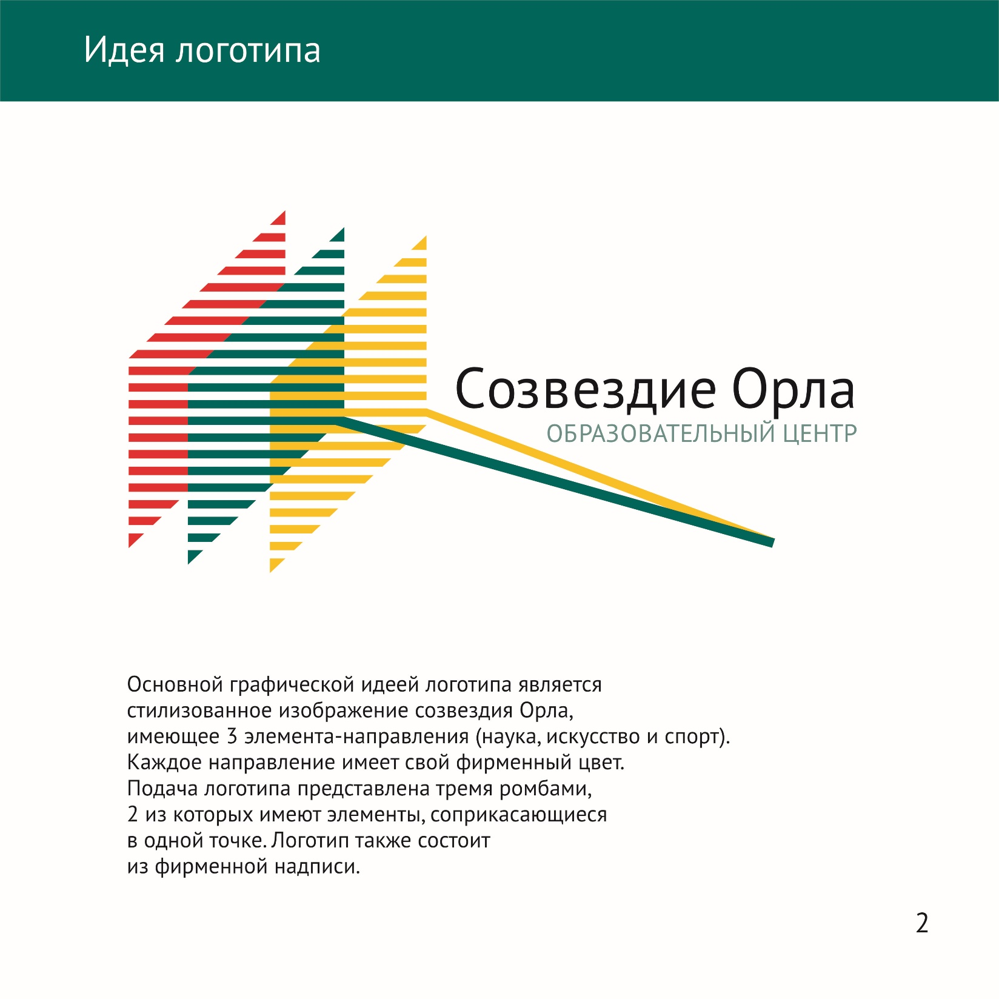 Идея логотипа
Созвездие Орла
ОБРАЗОВАТЕЛЬНЫЙ ЦЕНТР
Основной графической идеей логотипа является
стилизованное изображение созвездия Орла,
имеющее 3 элемента-направления (наука, искусство и спорт).
Каждое направление имеет свой фирменный цвет.
Подача логотипа представлена тремя ромбами,
2 из которых имеют элементы, соприкасающиеся
в одной точке. Логотип также состоит
из фирменной надписи.
2